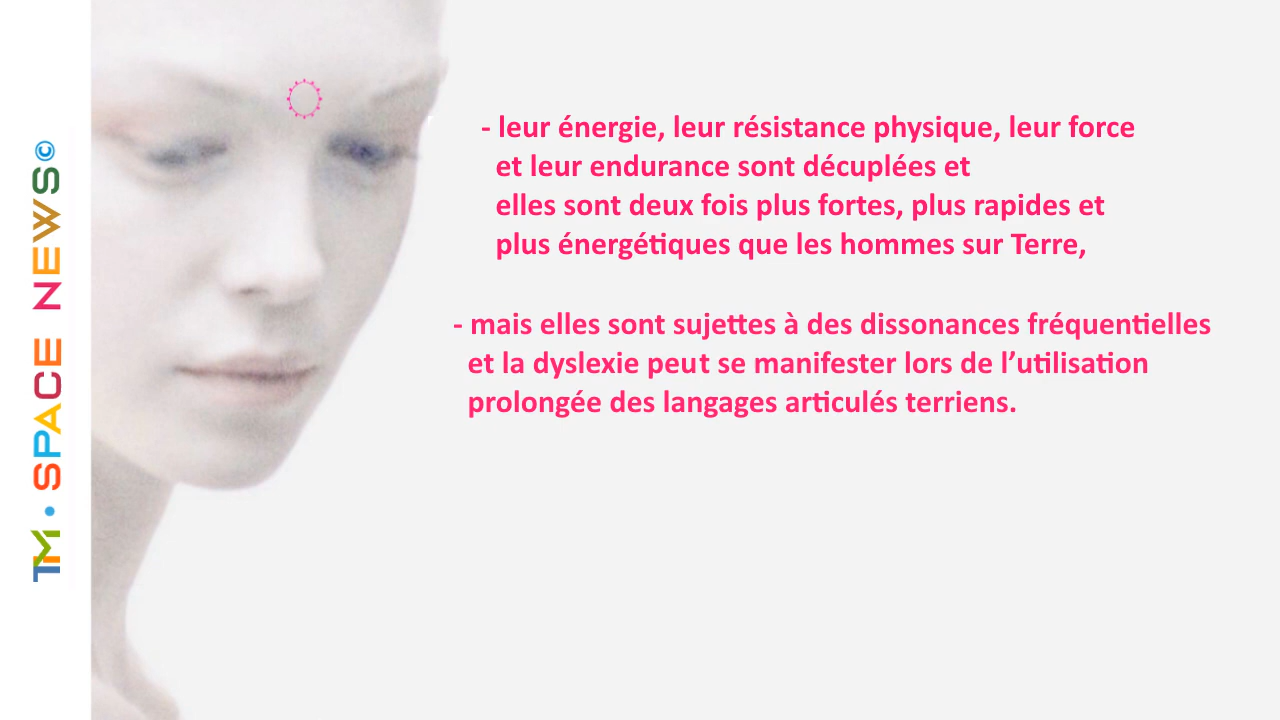 TM • SPACE NEWS©
- leur énergie, leur résistance physique, leur force
et leur endurance sont décuplées et
elles sont deux fois plus fortes, plus rapides et
plus énergétiques que les hommes sur Terre,
- mais elles sont sujettes à des dissonances fréquentielles
et la dyslexie peut se manifester lors de l’utilisation
prolongée des langages articulés terriens.